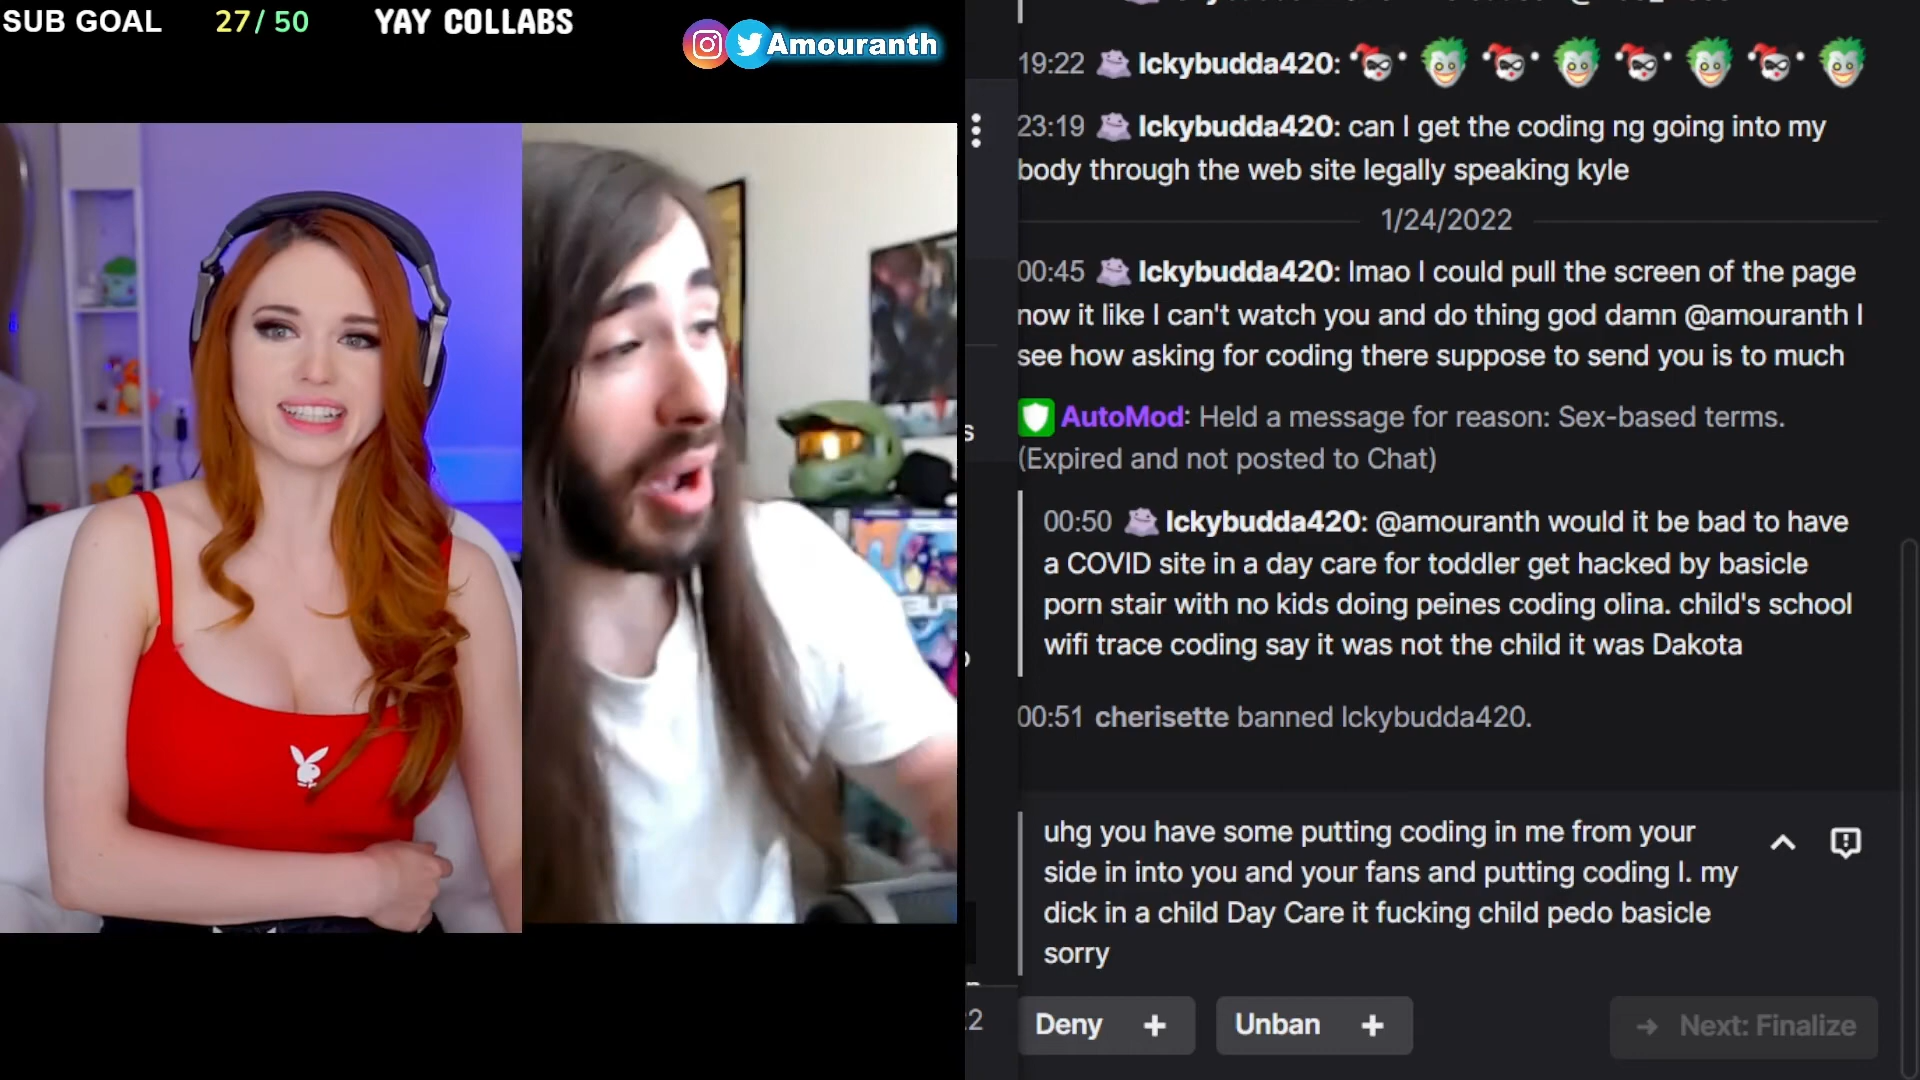 SUB GOAL 27/ 50 YAY COLLABS
Amouranth
19:22 Ickybudda420:
23:19 Ickybudda420: can I get the coding ng going into my
body through the web site legally speaking kyle
1/24/2022
00:45 Ickybudda420: lmao I could pull the screen of the page
now it like I can't watch you and do thing god damn @amouranth I
see how asking for coding there suppose to send you is to much
AutoMod: Held a message for reason: Sex-based terms.
(Expired and not posted to Chat)
00:50 Ickybudda420: @amouranth would it be bad to have
a COVID site in a day care for toddler get hacked by basicle
porn stair with no kids doing peines coding olina. child's school
wifi trace coding say it was not the child it was Dakota
00:51 cherisette banned Ickybudda420.
uhg you have some putting coding in me from your
side in into you and your fans and putting coding I. my
dick in a child Day Care it fucking child pedo basicle
sorry
Deny + Unban + → Next: Finalize